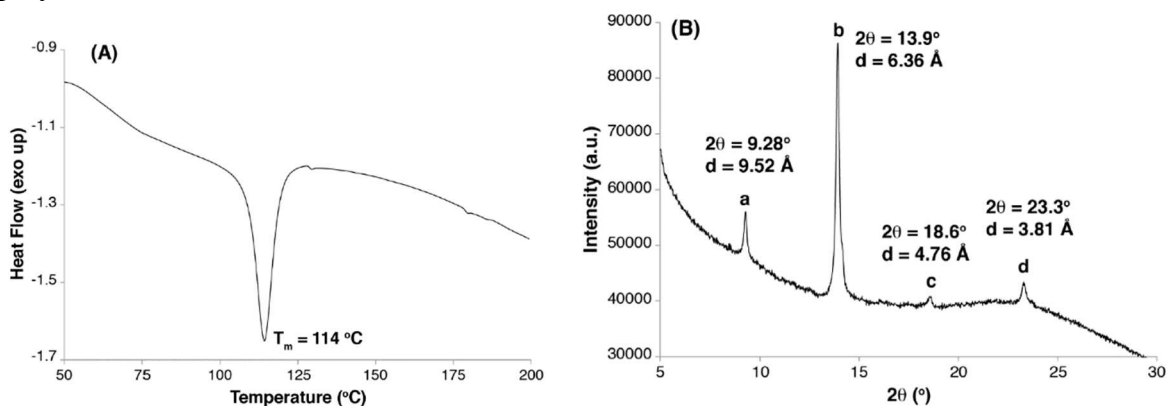 (A)
-0.9
-1.1
-1.3
-1.5
-1.7
Heat Flow (exo up)
Tm = 114 °C
50 75 100 125 150 175 200
Temperature (°C)
(B)
90000
80000
70000
60000
50000
40000
30000
Intensity (a.u.)
b
2θ = 13.9°
d = 6.36 Å
2θ = 9.28°
d = 9.52 Å
a
2θ = 18.6°
d = 4.76 Å
c
2θ = 23.3°
d = 3.81 Å
d
5 10 15 20 25 30
2θ (°)